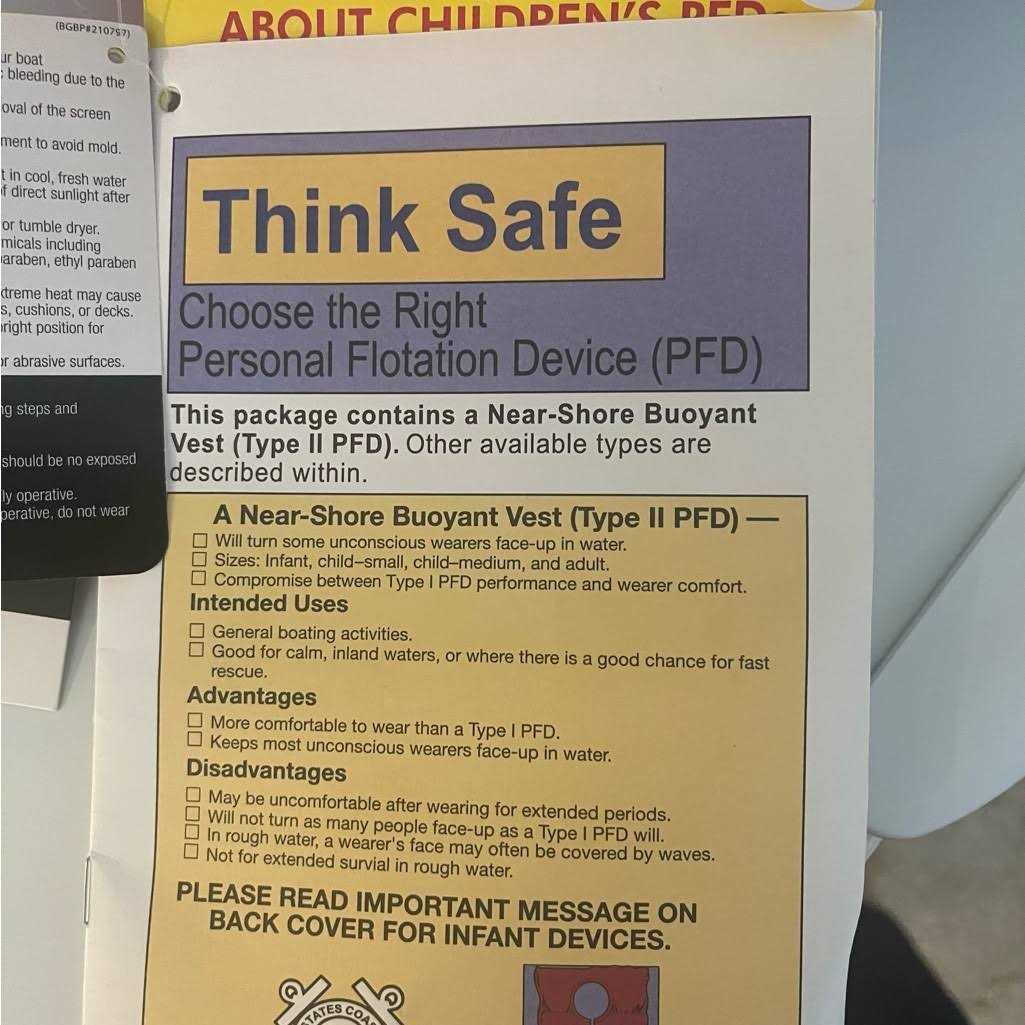 ABOUT CHILDREN'S PFD
(BGBP#210757)
ur boat
bleeding due to the
oval of the screen
ment to avoid mold.
t in cool, fresh water
f direct sunlight after
or tumble dryer.
micals including
araben, ethyl paraben
xtreme heat may cause
s, cushions, or decks.
right position for
or abrasive surfaces.
ng steps and
should be no exposed
ly operative.
perative, do not wear
Think Safe
Choose the Right
Personal Flotation Device (PFD)
This package contains a Near-Shore Buoyant
Vest (Type II PFD). Other available types are
described within.
A Near-Shore Buoyant Vest (Type II PFD) —
☐ Will turn some unconscious wearers face-up in water.
☐ Sizes: Infant, child–small, child–medium, and adult.
☐ Compromise between Type I PFD performance and wearer comfort.
Intended Uses
☐ General boating activities.
☐ Good for calm, inland waters, or where there is a good chance for fast
rescue.
Advantages
☐ More comfortable to wear than a Type I PFD.
☐ Keeps most unconscious wearers face-up in water.
Disadvantages
☐ May be uncomfortable after wearing for extended periods.
☐ Will not turn as many people face-up as a Type I PFD will.
☐ In rough water, a wearer's face may often be covered by waves.
☐ Not for extended survial in rough water.
PLEASE READ IMPORTANT MESSAGE ON
BACK COVER FOR INFANT DEVICES.
TATES COA